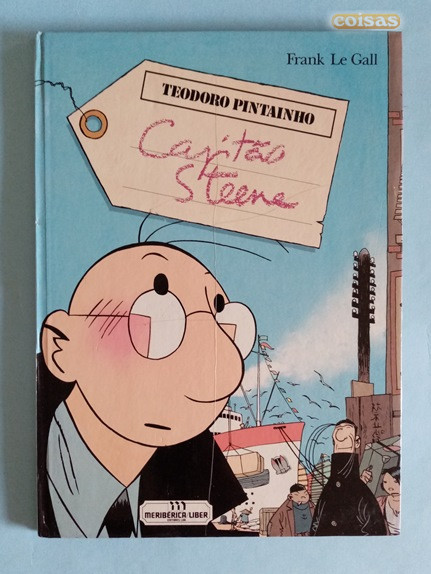 coisas
Frank Le Gall
TEODORO PINTAINHO
Capitão
Steene
MERIBÉRICA/LIBER